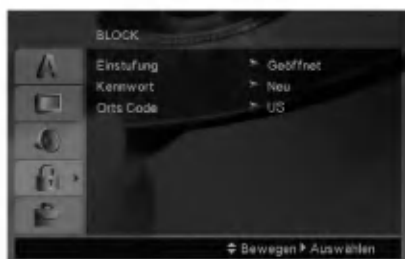 BLOCK
Einstufung ► Geöffnet
Kennwort ► Neu
Orts Code ► US
Bewegen Auswählen